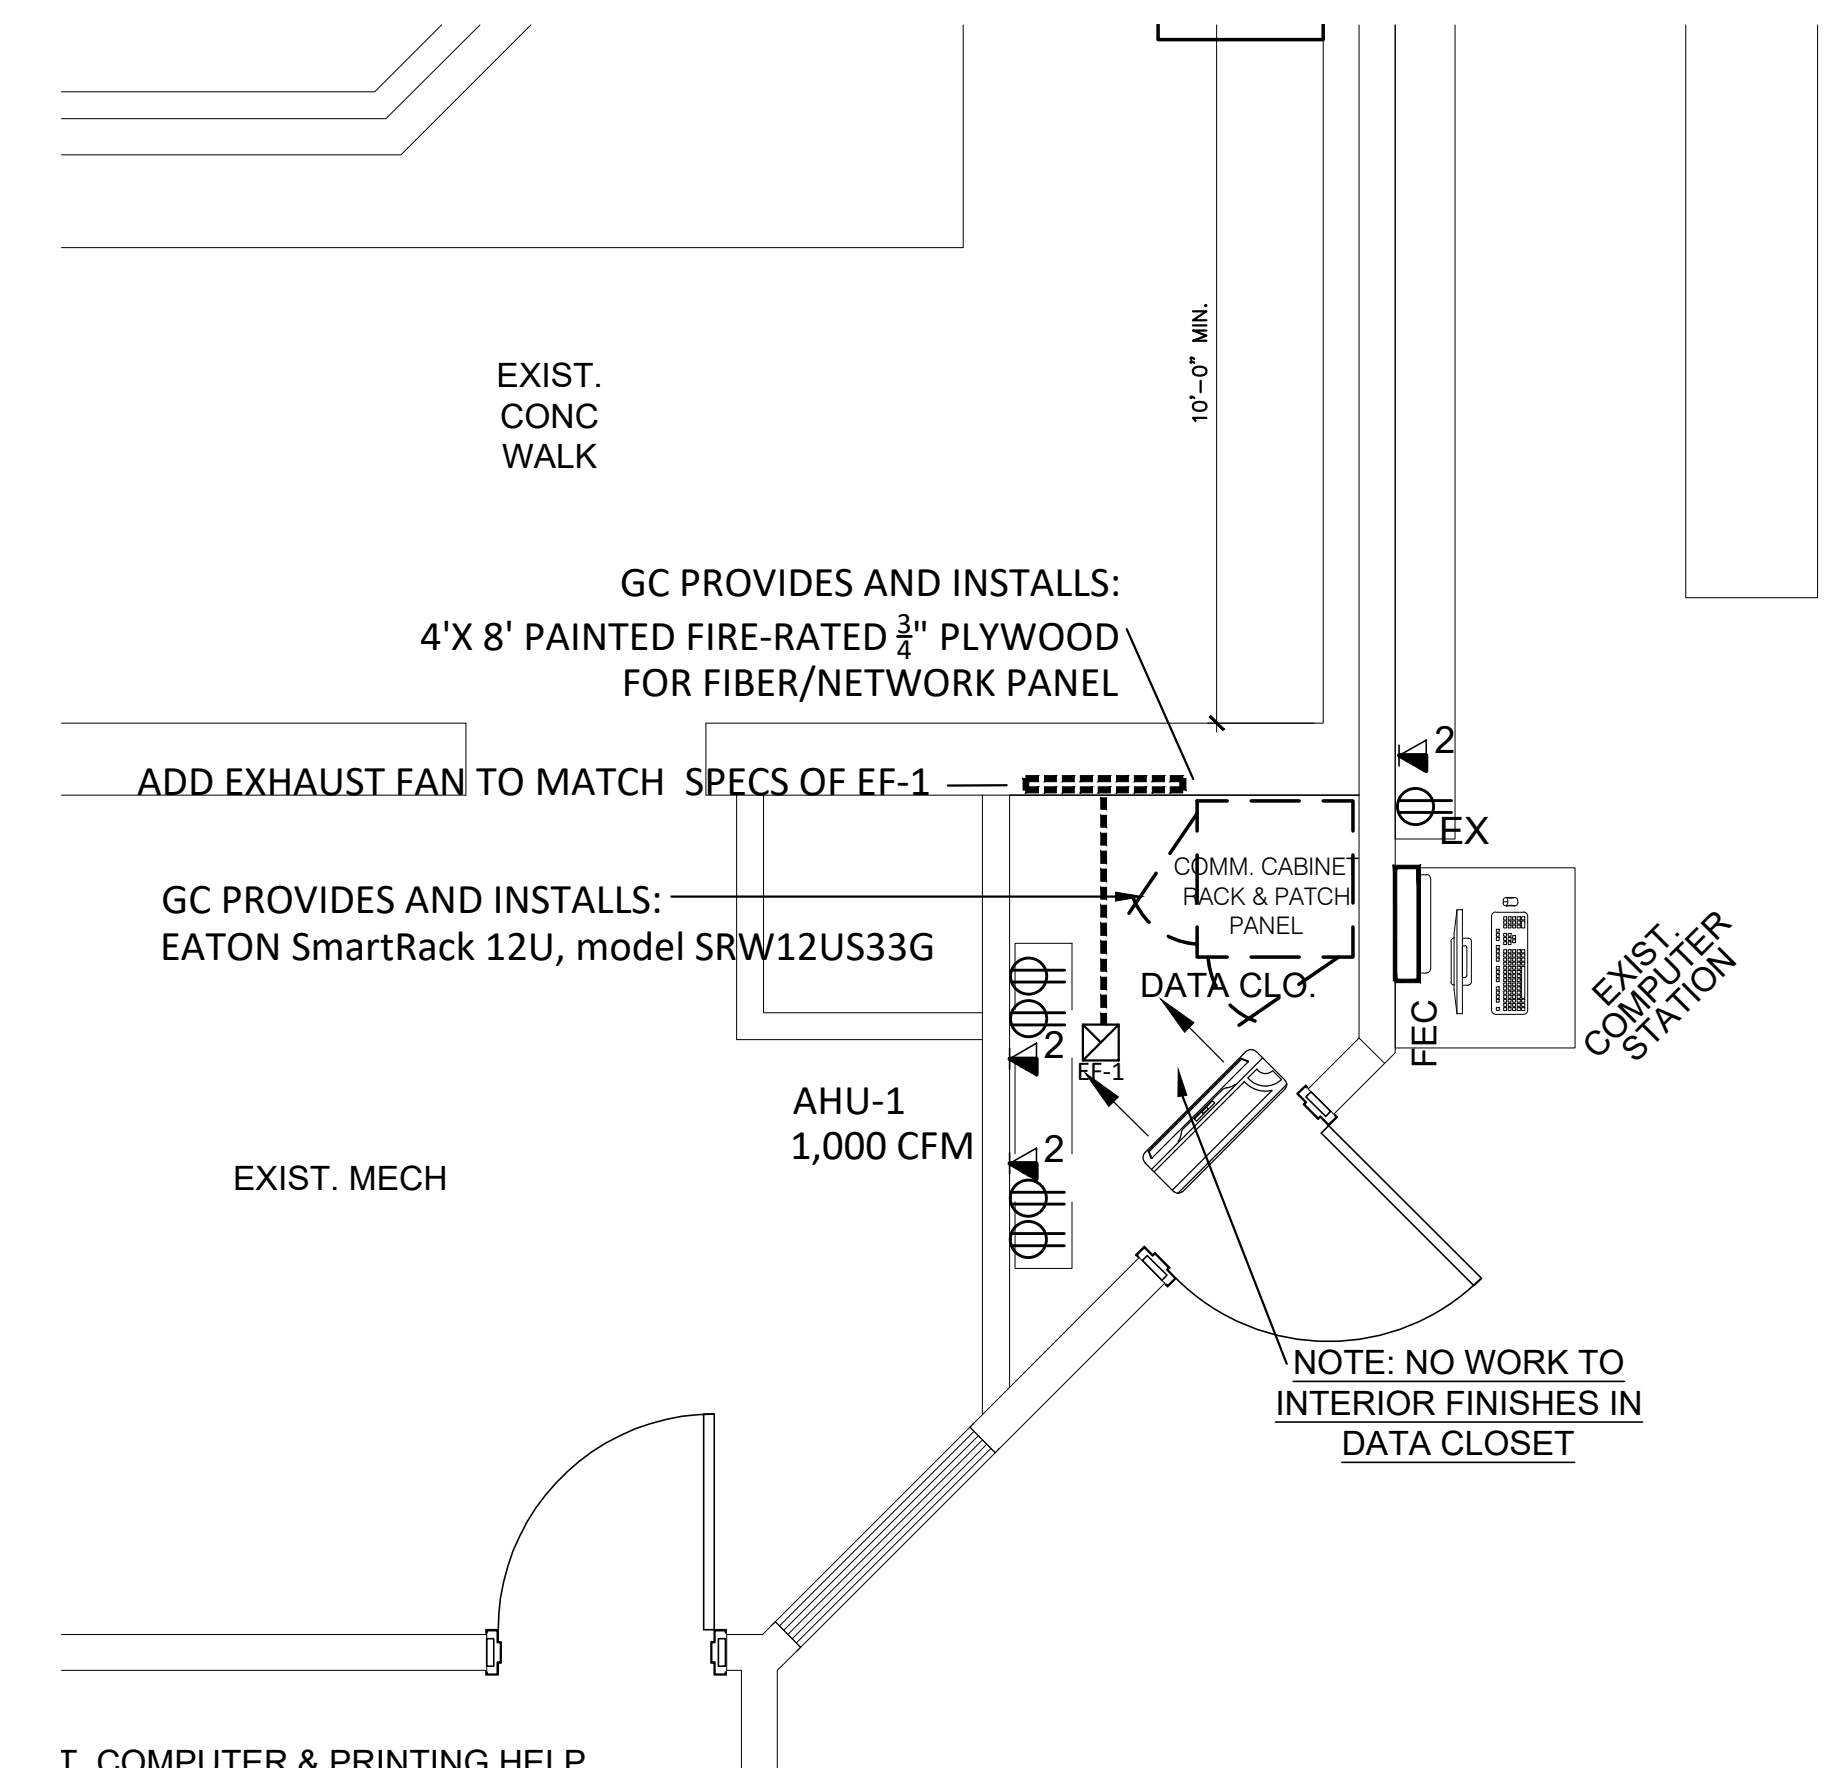 10'-0" MIN.
EXIST.
CONC
WALK
GC PROVIDES AND INSTALLS:
4'X 8' PAINTED FIRE-RATED 3/4" PLYWOOD
FOR FIBER/NETWORK PANEL
2
ADD EXHAUST FAN TO MATCH SPECS OF EF-1
EX
COMM. CABINET
RACK & PATCH
PANEL
GC PROVIDES AND INSTALLS:
EATON SmartRack 12U, model SRW12US33G
DATA CLO.
EXIST.
COMPUTER
STATION
FEC
2
EF-1
AHU-1
1,000 CFM
2
EXIST. MECH
NOTE: NO WORK TO
INTERIOR FINISHES IN
DATA CLOSET
COMPUTER & PRINTING HELP